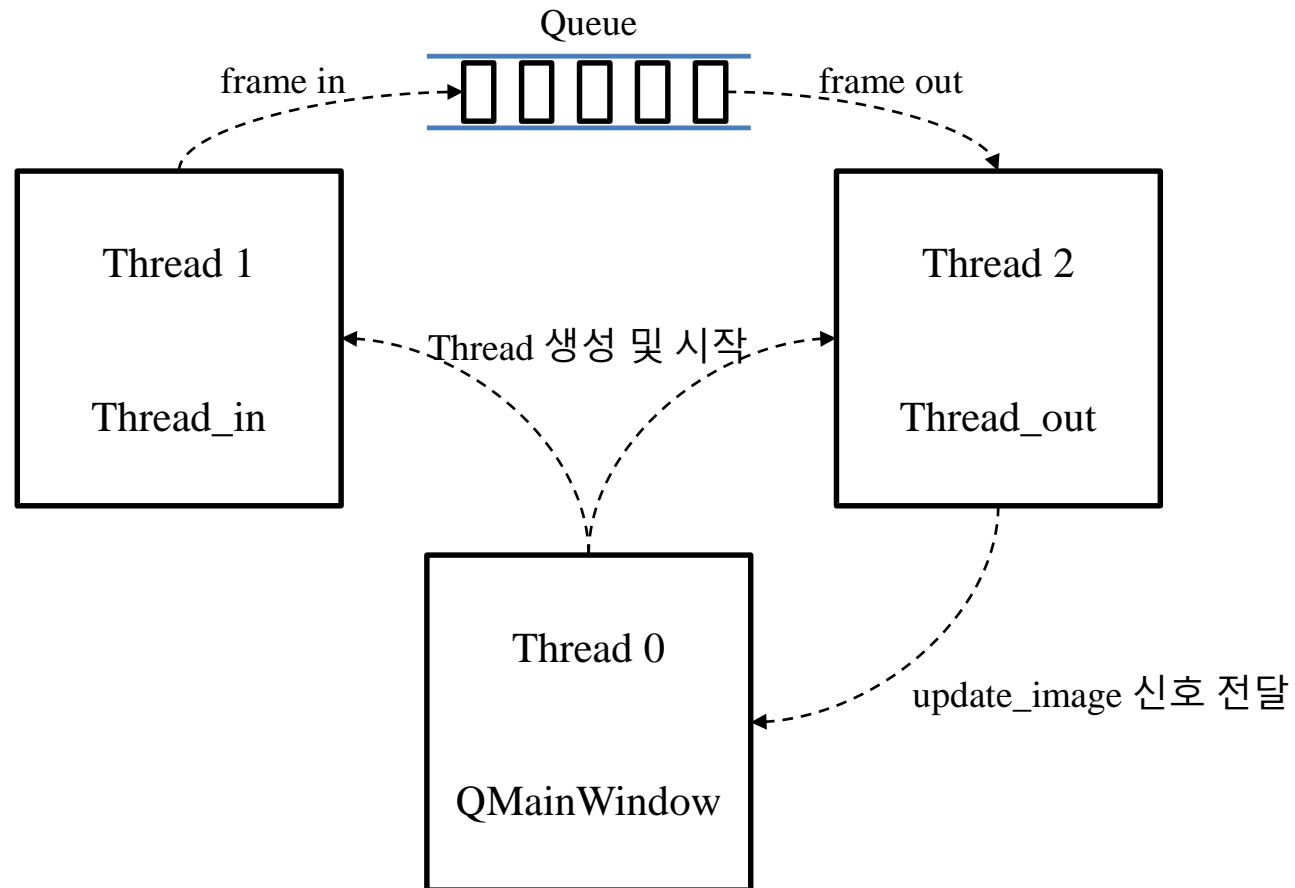 Queue
frame in
frame out
Thread 1
Thread_in
Thread 2
Thread_out
Thread 생성 및 시작
Thread 0
QMainWindow
update_image 신호 전달